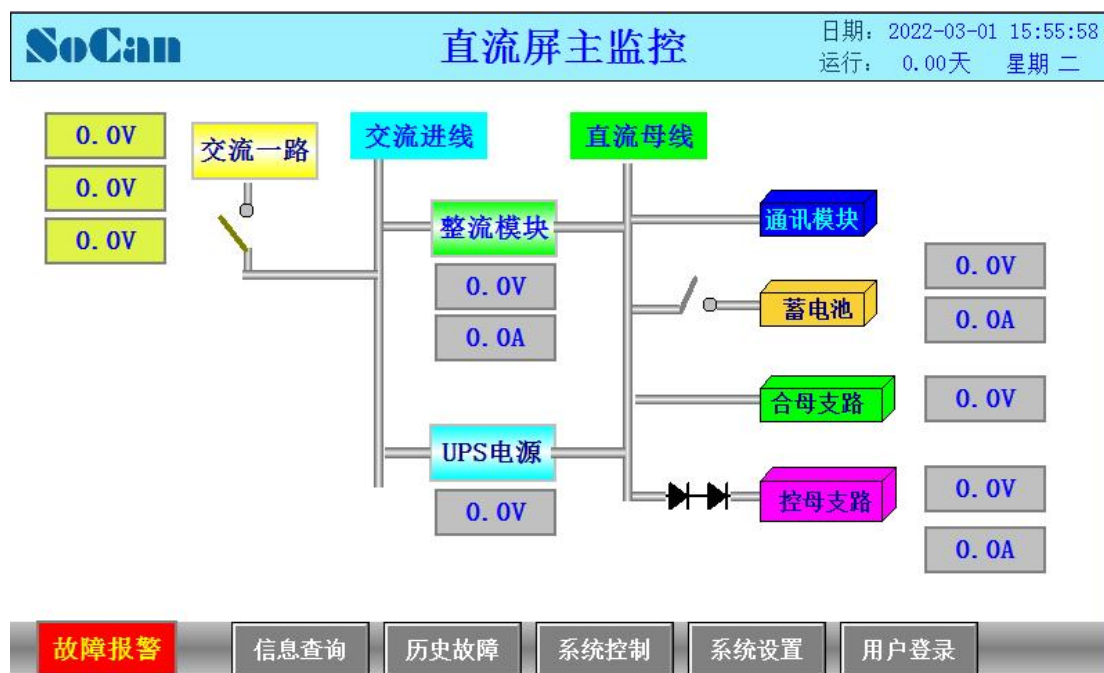 SoCan
直流屏主监控
日期： 2022-03-01 15:55:58
运行： 0.00天 星期 二
0.0V
0.0V
0.0V
交流一路
交流进线
直流母线
整流模块
0.0V
0.0A
UPS电源
0.0V
通讯模块
蓄电池
0.0V
0.0A
合母支路
0.0V
控母支路
0.0V
0.0A
故障报警
信息查询
历史故障
系统控制
系统设置
用户登录